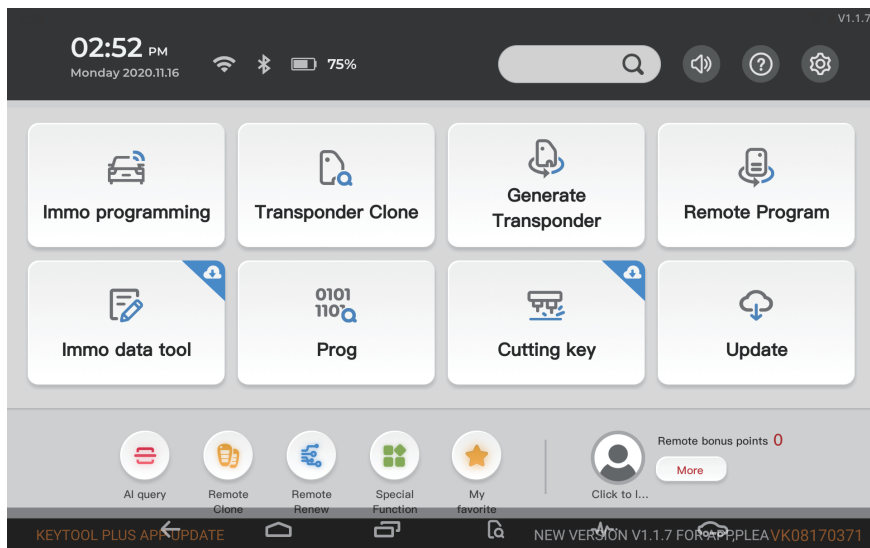 V1.1.7
02:52 PM
Monday 2020.11.16
75%
Immo programming
Transponder Clone
Generate
Transponder
Remote Program
Immo data tool
0101
110
Prog
Cutting key
Update
Remote bonus points 0
More
AI query
Remote
Clone
Remote
Renew
Special
Function
My
favorite
Click to l...
KEYTOOL PLUS APP UPDATE
NEW VERSION V1.1.7 FOR APP,PLEA
VK08170371